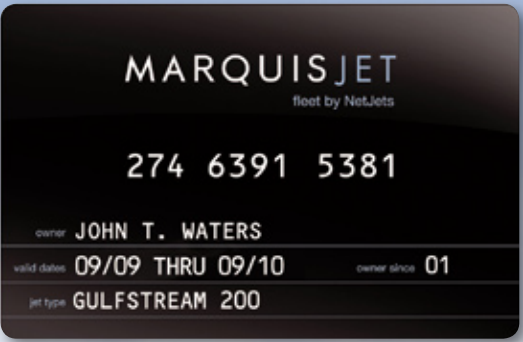 MARQUISJET
fleet by NetJets
274 6391 5381
owner JOHN T. WATERS
valid dates 09/09 THRU 09/10 owner since 01
jet type GULFSTREAM 200